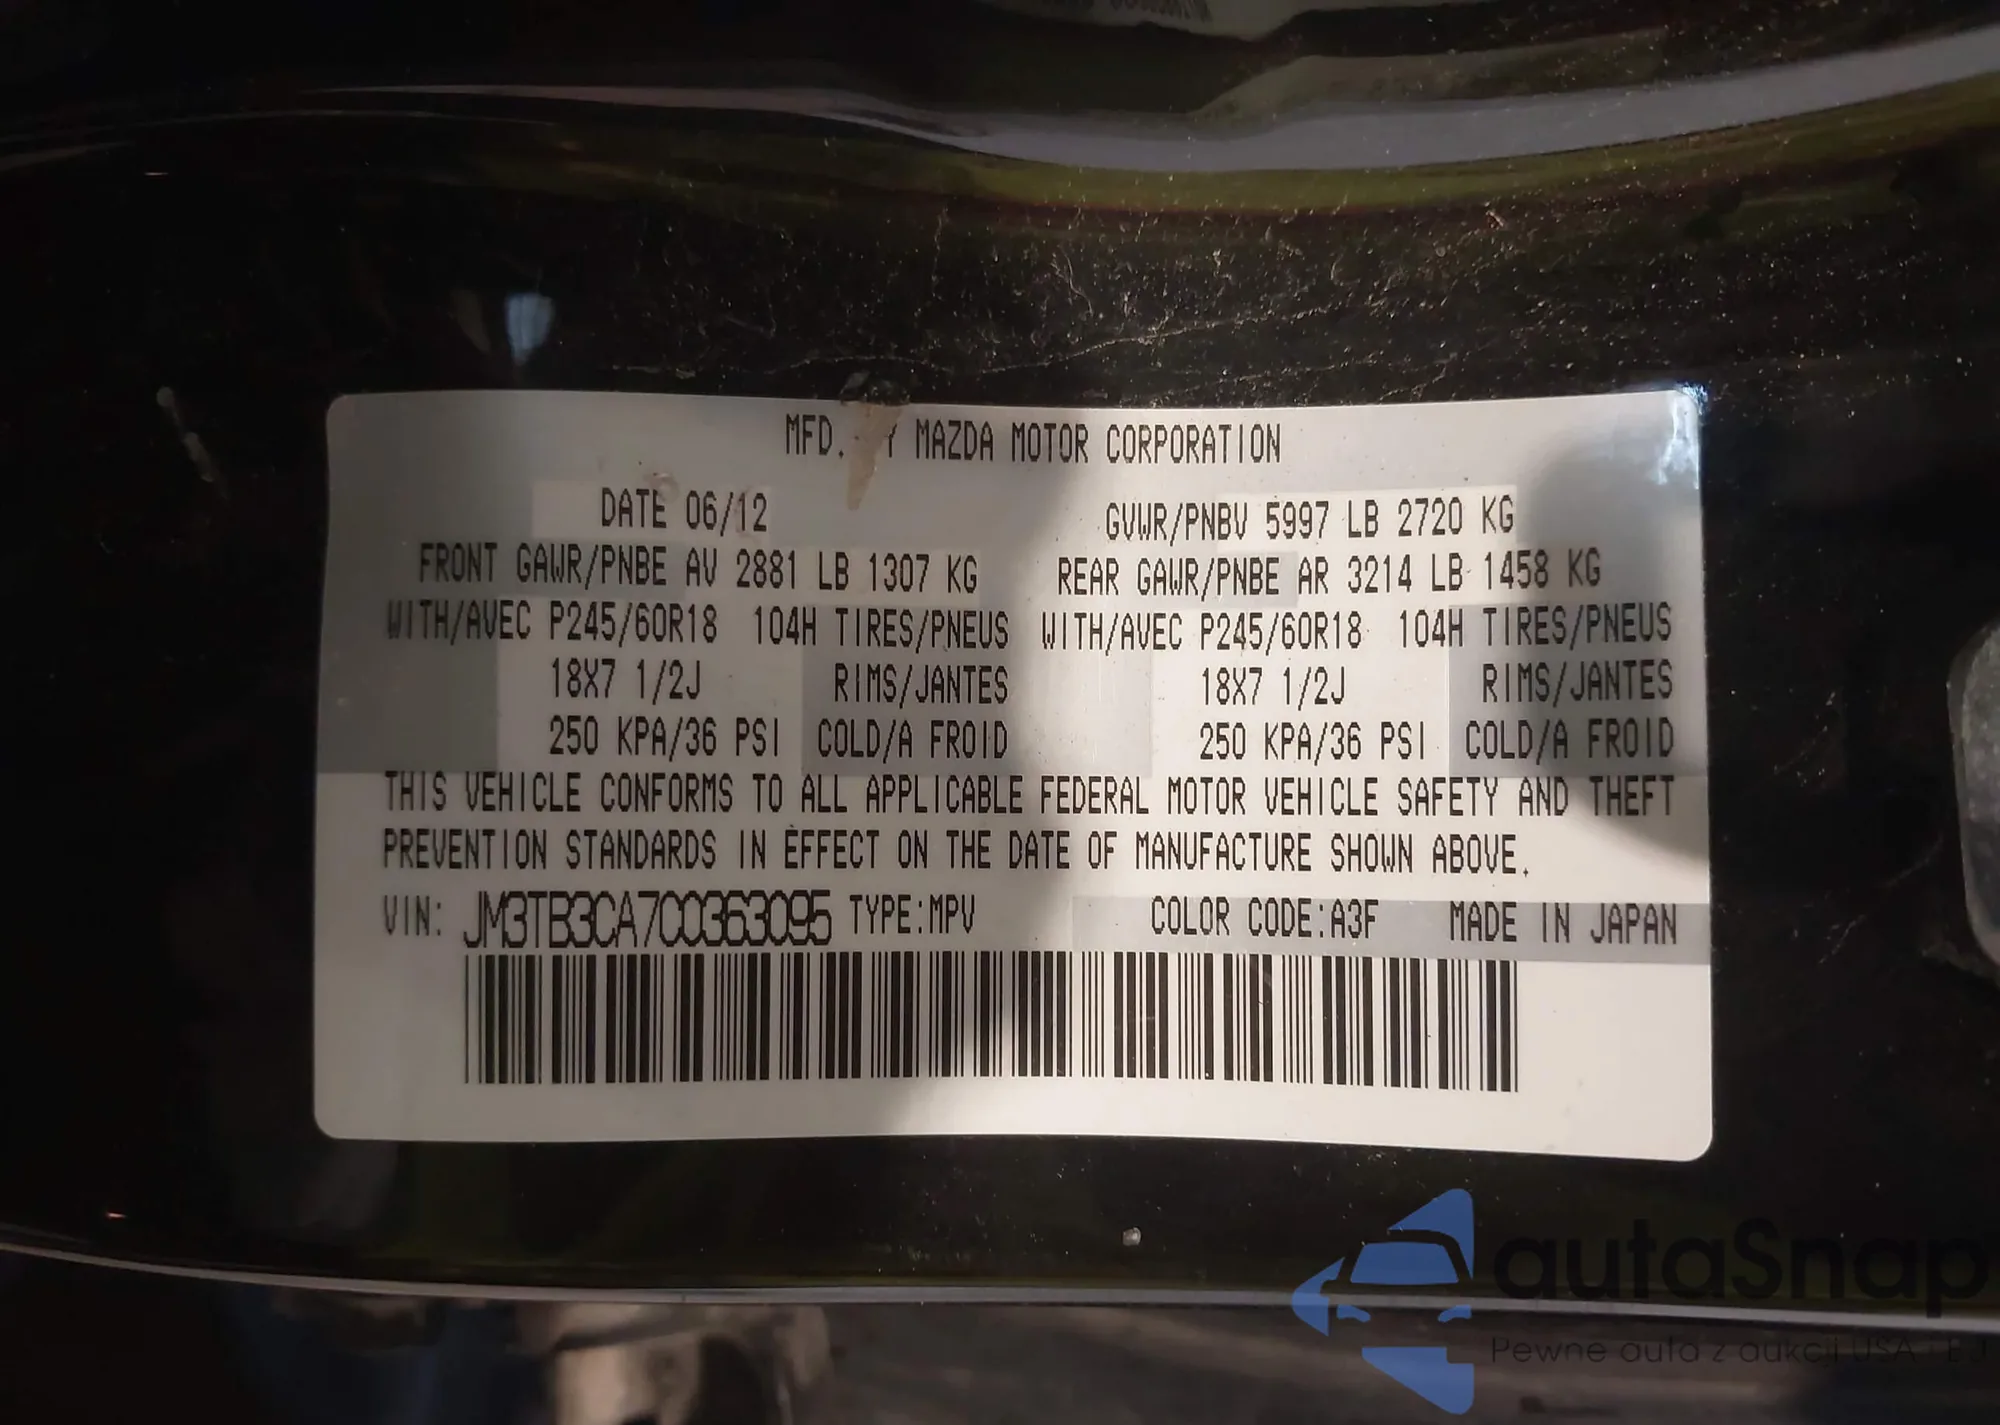 MFD. Y MAZDA MOTOR CORPORATION
DATE 06/12 GVWR/PNBV 5997 LB 2720 KG
FRONT GAWR/PNBE AV 2881 LB 1307 KG REAR GAWR/PNBE AR 3214 LB 1458 KG
WITH/AVEC P245/60R18 104H TIRES/PNEUS WITH/AVEC P245/60R18 104H TIRES/PNEUS
18X7 1/2J RIMS/JANTES 18X7 1/2J RIMS/JANTES
250 KPA/36 PSI COLD/A FROID 250 KPA/36 PSI COLD/A FROID
THIS VEHICLE CONFORMS TO ALL APPLICABLE FEDERAL MOTOR VEHICLE SAFETY AND THEFT
PREVENTION STANDARDS IN EFFECT ON THE DATE OF MANUFACTURE SHOWN ABOVE.
VIN: JM3TB3CA7C0363095 TYPE:MPV COLOR CODE:A3F MADE IN JAPAN
autaSnap
Pewne auta z aukcji USA i EU